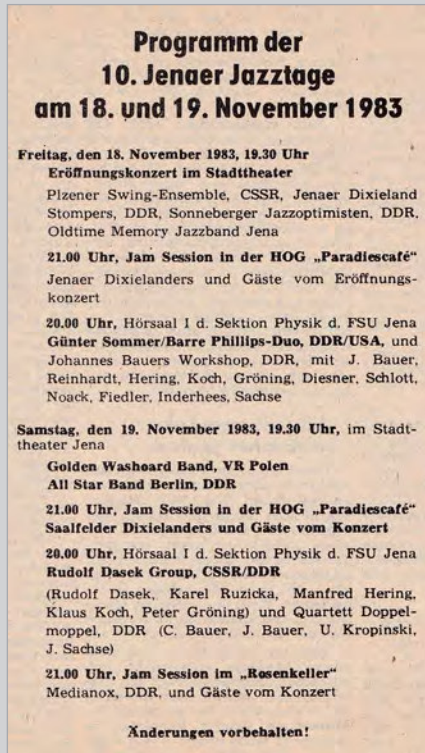 Programm der
10. Jenaer Jazztage
am 18. und 19. November 1983
Freitag, den 18. November 1983, 19.30 Uhr
Eröffnungskonzert im Stadttheater
Plzener Swing-Ensemble, CSSR, Jenaer Dixieland
Stompers, DDR, Sonneberger Jazzoptimisten, DDR,
Oldtime Memory Jazzband Jena
21.00 Uhr, Jam Session in der HOG „Paradiescafé“
Jenaer Dixielanders und Gäste vom Eröffnungs-
konzert
20.00 Uhr, Hörsaal I d. Sektion Physik d. FSU Jena
Günter Sommer/Barre Phillips-Duo, DDR/USA, und
Johannes Bauers Workshop, DDR, mit J. Bauer,
Reinhardt, Hering, Koch, Gröning, Diesner, Schlott,
Noack, Fiedler, Inderhees, Sachse
Samstag, den 19. November 1983, 19.30 Uhr, im Stadt-
theater Jena
Golden Washoard Band, VR Polen
All Star Band Berlin, DDR
21.00 Uhr, Jam Session in der HOG „Paradiescafé“
Saalfelder Dixielanders und Gäste vom Konzert
20.00 Uhr, Hörsaal I d. Sektion Physik d. FSU Jena
Rudolf Dasek Group, CSSR/DDR
(Rudolf Dasek, Karel Ruzicka, Manfred Hering,
Klaus Koch, Peter Gröning) und Quartett Doppel-
moppel, DDR (C. Bauer, J. Bauer, U. Kropinski,
J. Sachse)
21.00 Uhr, Jam Session im „Rosenkeller“
Medianox, DDR, und Gäste vom Konzert
Änderungen vorbehalten!